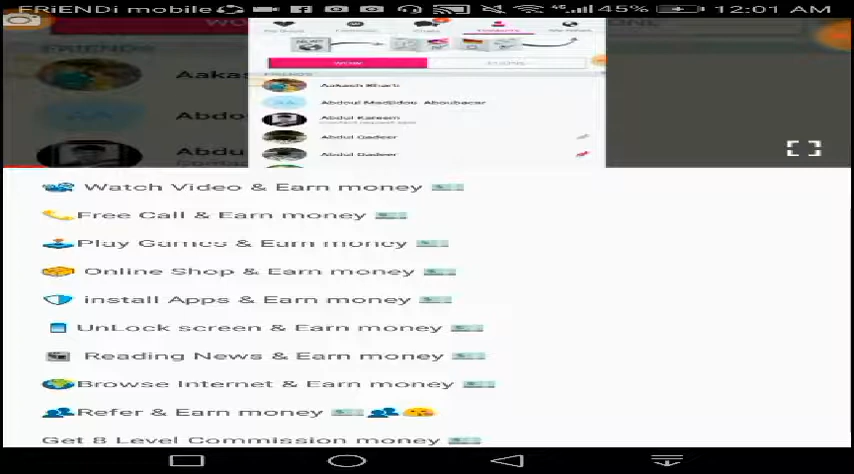 FRiENDi mobile 4G 45% 12:01 AM
WOW
FRIENDS
Aakash Bharti
Abdoul Madjidou Aboubacar
Abdul Kareem
Abdul Qadeer
Abdul Qadeer
Watch Video & Earn money
Free Call & Earn money
Play Games & Earn money
Online Shop & Earn money
install Apps & Earn money
UnLock screen & Earn money
Reading News & Earn money
Browse Internet & Earn money
Refer & Earn money
Get 8 Level Commission money